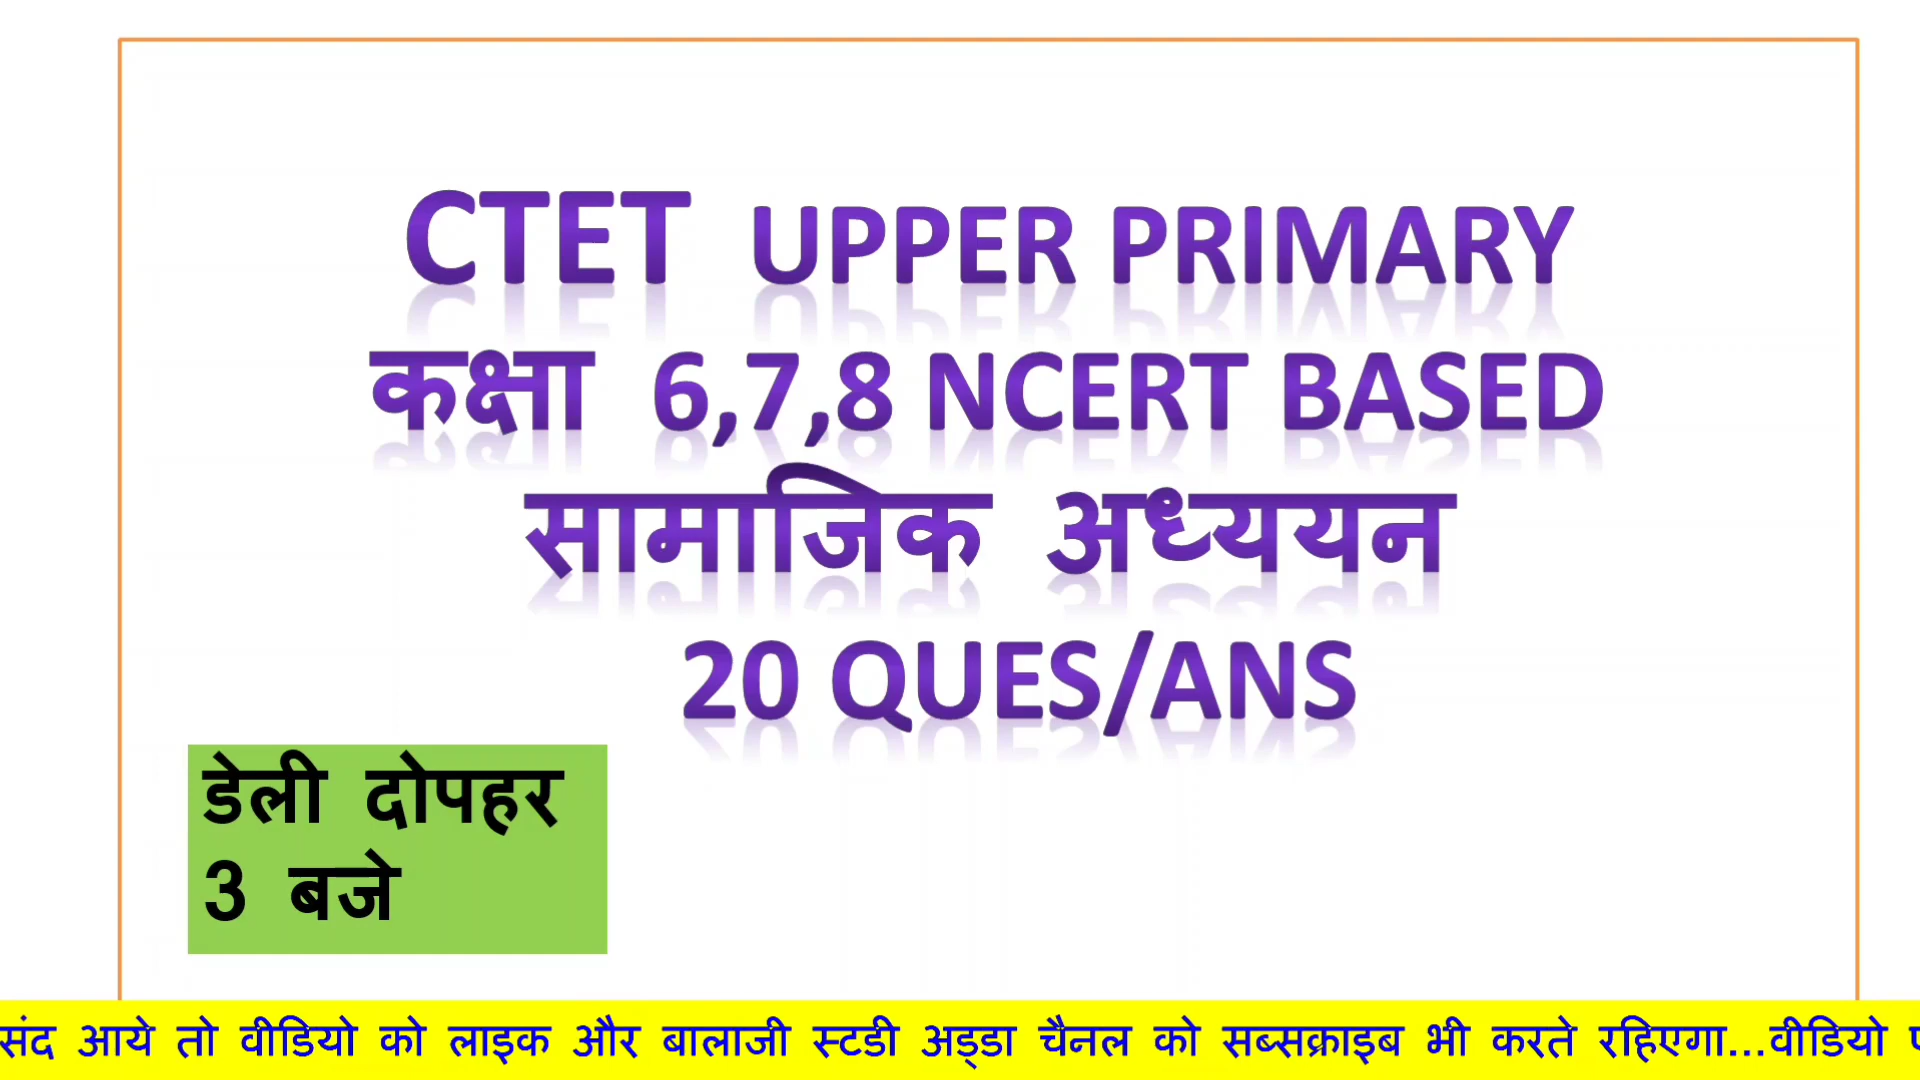 CTET UPPER PRIMARY
कक्षा 6,7,8 NCERT BASED
सामाजिक अध्ययन
20 QUES/ANS
डेली दोपहर
3 बजे
आये तो वीडियो को लाइक और बालाजी स्टडी अड्डा चैनल को सब्सक्राइब भी करते रहिएगा...वीडियो